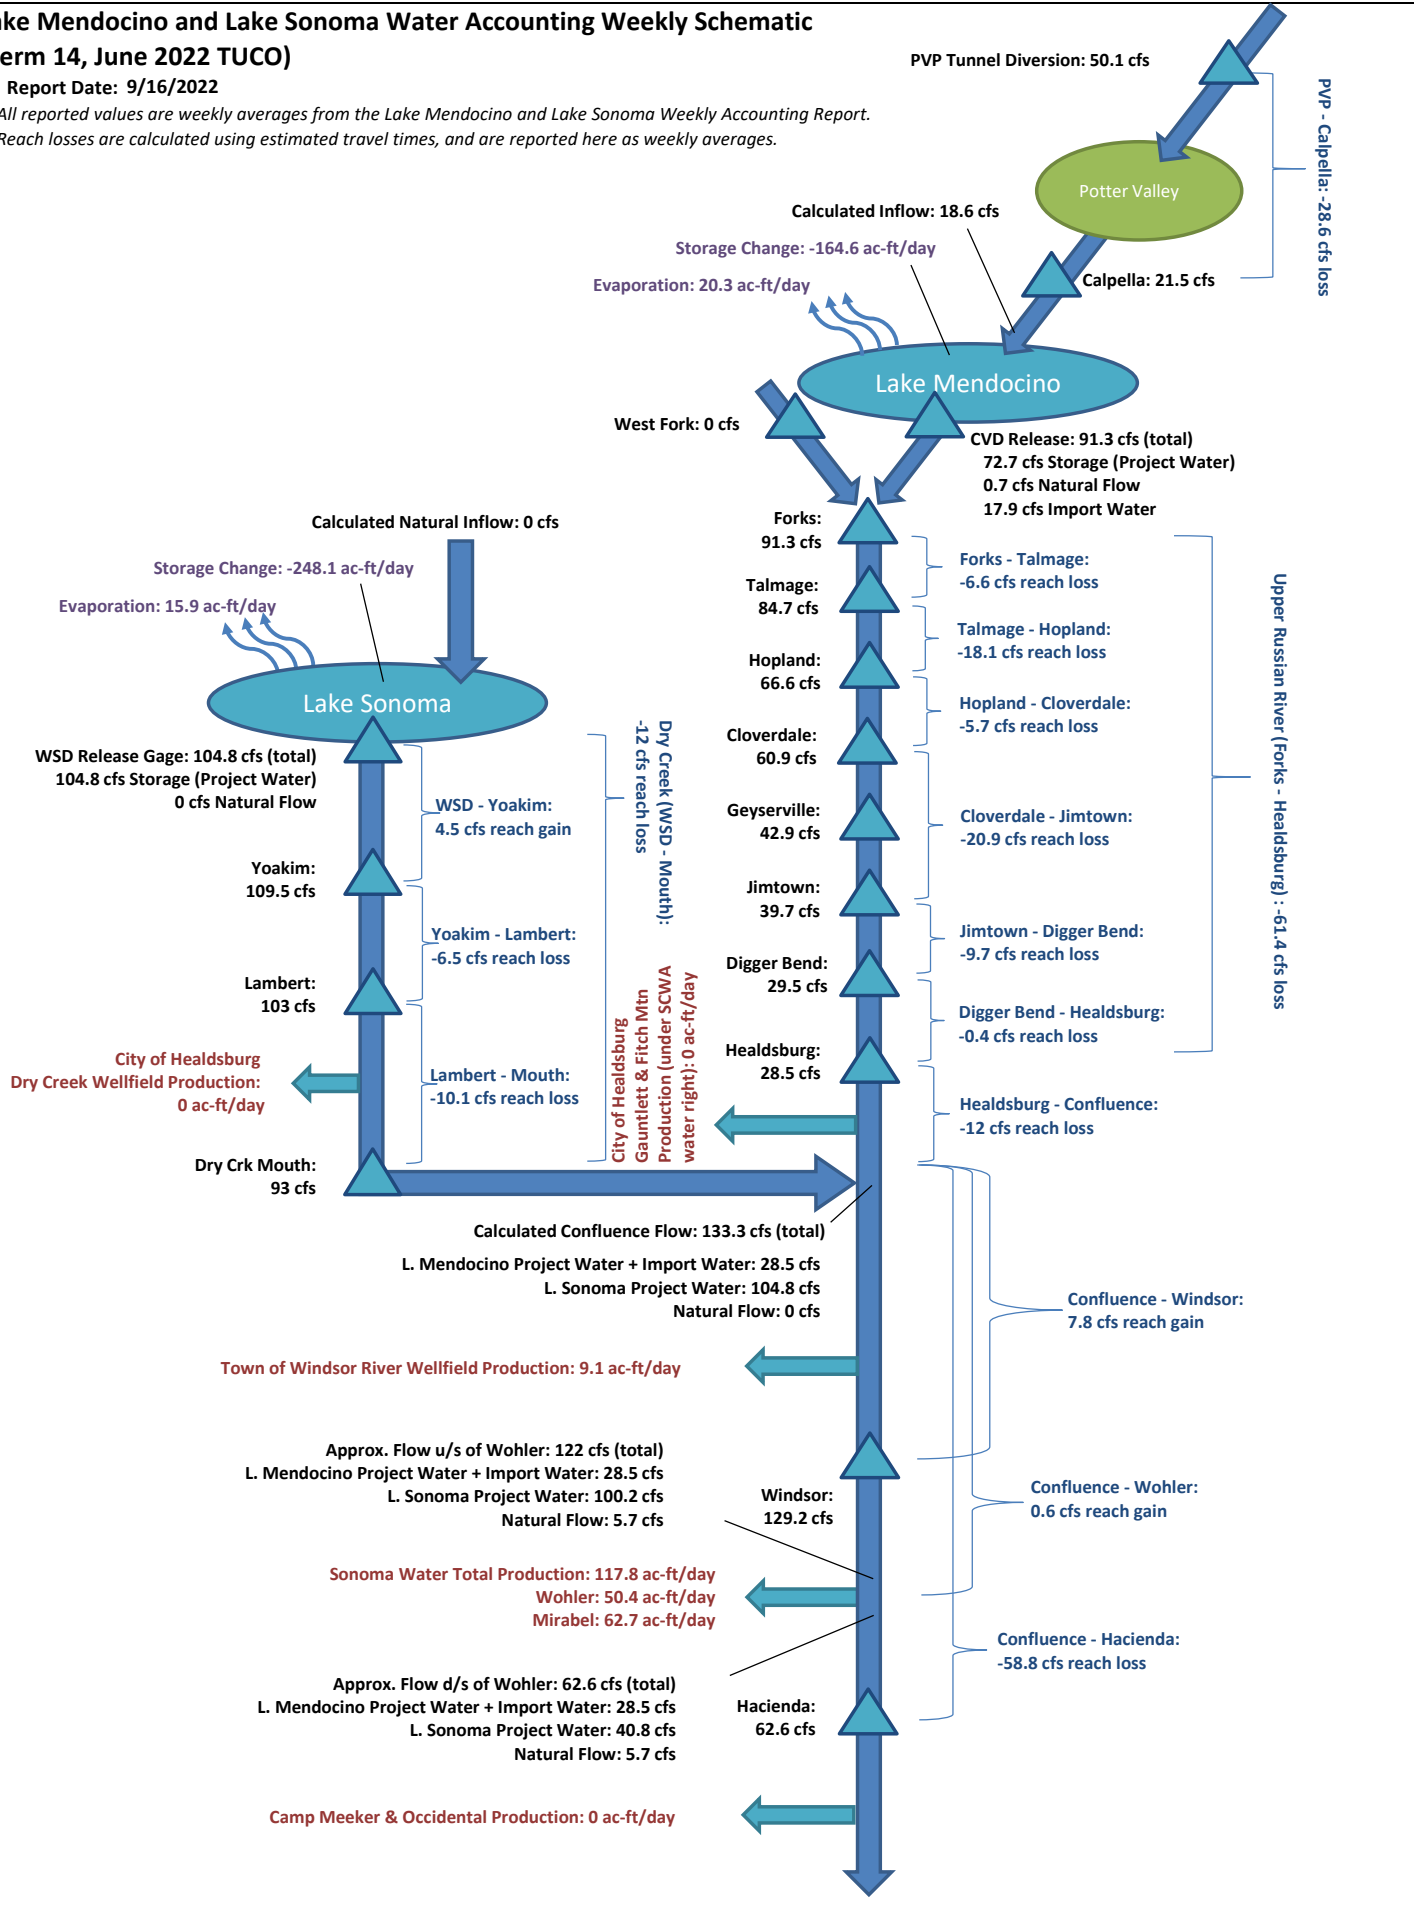 ake Mendocino and Lake Sonoma Water Accounting Weekly Schematic
erm 14, June 2022 TUCO)
Report Date: 9/16/2022
All reported values are weekly averages from the Lake Mendocino and Lake Sonoma Weekly Accounting Report.
Reach losses are calculated using estimated travel times, and are reported here as weekly averages.
PVP Tunnel Diversion: 50.1 cfs
PVP - Calpella: -28.6 cfs loss
Potter Valley
Calculated Inflow: 18.6 cfs
Storage Change: -164.6 ac-ft/day
Evaporation: 20.3 ac-ft/day
Calpella: 21.5 cfs
Lake Mendocino
West Fork: 0 cfs
CVD Release: 91.3 cfs (total)
72.7 cfs Storage (Project Water)
0.7 cfs Natural Flow
17.9 cfs Import Water
Forks:
91.3 cfs
Forks - Talmage:
-6.6 cfs reach loss
Talmage:
84.7 cfs
Talmage - Hopland:
-18.1 cfs reach loss
Hopland:
66.6 cfs
Hopland - Cloverdale:
-5.7 cfs reach loss
Cloverdale:
60.9 cfs
Geyserville:
42.9 cfs
Cloverdale - Jimtown:
-20.9 cfs reach loss
Jimtown:
39.7 cfs
Jimtown - Digger Bend:
-9.7 cfs reach loss
Digger Bend:
29.5 cfs
Digger Bend - Healdsburg:
-0.4 cfs reach loss
Healdsburg:
28.5 cfs
Healdsburg - Confluence:
-12 cfs reach loss
Upper Russian River (Forks - Healdsburg) : -61.4 cfs loss
Calculated Natural Inflow: 0 cfs
Storage Change: -248.1 ac-ft/day
Evaporation: 15.9 ac-ft/day
Lake Sonoma
WSD Release Gage: 104.8 cfs (total)
104.8 cfs Storage (Project Water)
0 cfs Natural Flow
WSD - Yoakim:
4.5 cfs reach gain
Yoakim:
109.5 cfs
Yoakim - Lambert:
-6.5 cfs reach loss
Lambert:
103 cfs
City of Healdsburg
Dry Creek Wellfield Production:
0 ac-ft/day
Lambert - Mouth:
-10.1 cfs reach loss
Dry Crk Mouth:
93 cfs
Dry Creek (WSD - Mouth):
-12 cfs reach loss
City of Healdsburg
Gauntlett & Fitch Mtn
Production (under SCWA
water right): 0 ac-ft/day
Calculated Confluence Flow: 133.3 cfs (total)
L. Mendocino Project Water + Import Water: 28.5 cfs
L. Sonoma Project Water: 104.8 cfs
Natural Flow: 0 cfs
Confluence - Windsor:
7.8 cfs reach gain
Town of Windsor River Wellfield Production: 9.1 ac-ft/day
Approx. Flow u/s of Wohler: 122 cfs (total)
L. Mendocino Project Water + Import Water: 28.5 cfs
L. Sonoma Project Water: 100.2 cfs
Natural Flow: 5.7 cfs
Windsor:
129.2 cfs
Confluence - Wohler:
0.6 cfs reach gain
Sonoma Water Total Production: 117.8 ac-ft/day
Wohler: 50.4 ac-ft/day
Mirabel: 62.7 ac-ft/day
Confluence - Hacienda:
-58.8 cfs reach loss
Approx. Flow d/s of Wohler: 62.6 cfs (total)
L. Mendocino Project Water + Import Water: 28.5 cfs
L. Sonoma Project Water: 40.8 cfs
Natural Flow: 5.7 cfs
Hacienda:
62.6 cfs
Camp Meeker & Occidental Production: 0 ac-ft/day